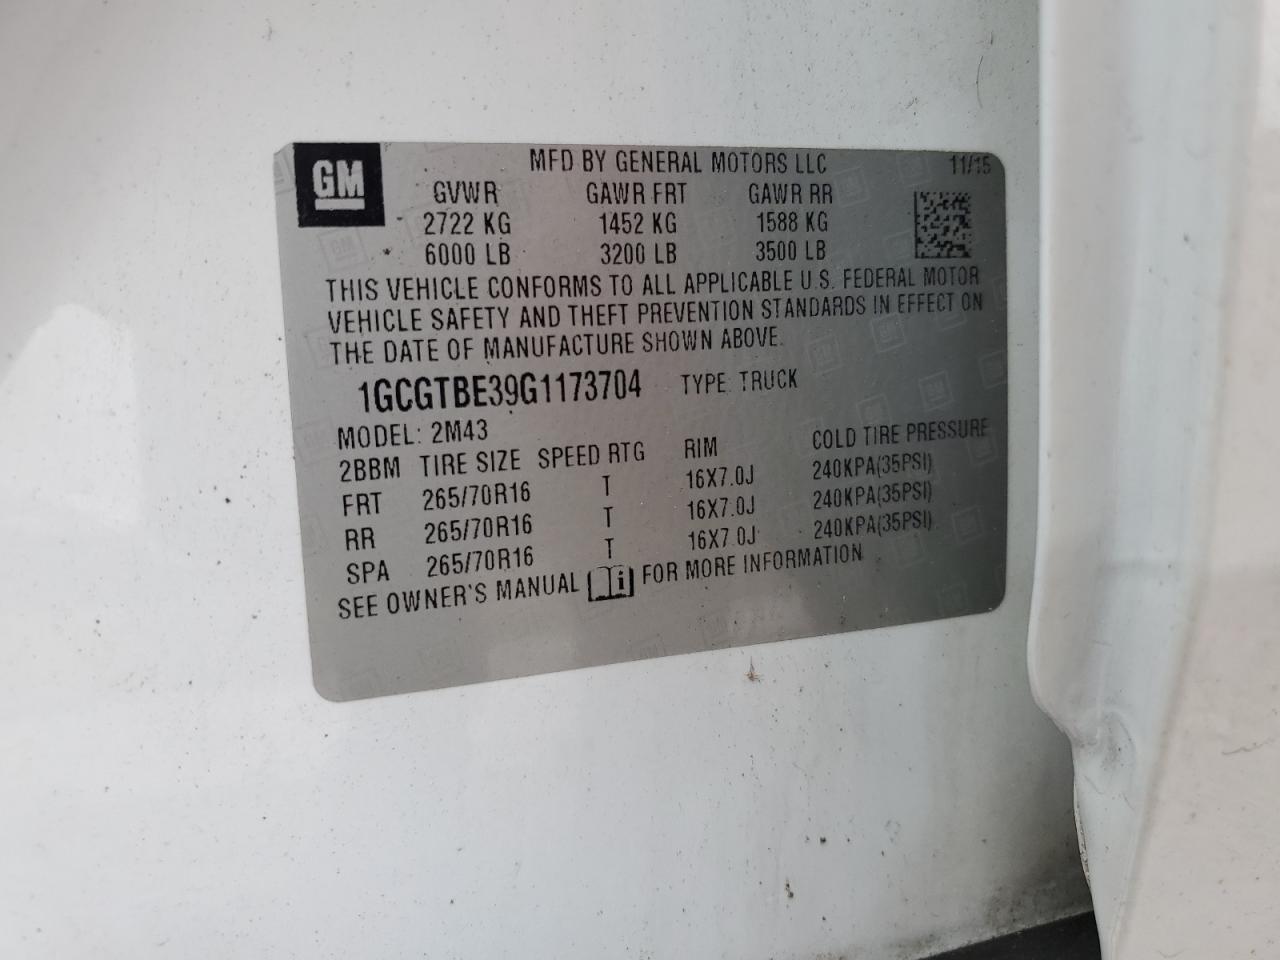 GM
MFD BY GENERAL MOTORS LLC 11/15
GVWR GAWR FRT GAWR RR
2722 KG 1452 KG 1588 KG
6000 LB 3200 LB 3500 LB
THIS VEHICLE CONFORMS TO ALL APPLICABLE U.S. FEDERAL MOTOR
VEHICLE SAFETY AND THEFT PREVENTION STANDARDS IN EFFECT ON
THE DATE OF MANUFACTURE SHOWN ABOVE.
1GCGTBE39G1173704 TYPE: TRUCK
MODEL: 2M43
2BBM TIRE SIZE SPEED RTG RIM COLD TIRE PRESSURE
FRT 265/70R16 T 16X7.0J 240KPA(35PSI)
RR 265/70R16 T 16X7.0J 240KPA(35PSI)
SPA 265/70R16 T 16X7.0J 240KPA(35PSI)
SEE OWNER'S MANUAL i FOR MORE INFORMATION